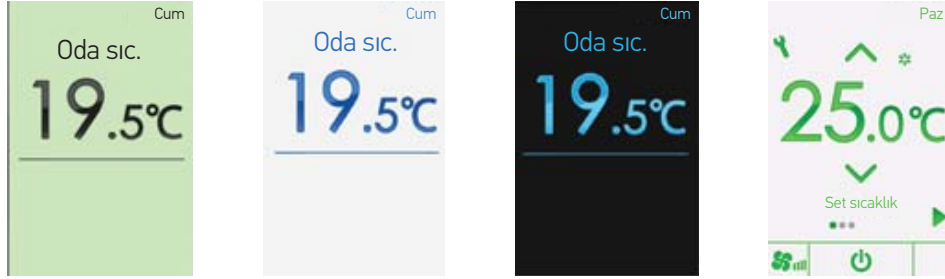 Cum
Oda sıc.
19.5°C
Cum
Oda sıc.
19.5°C
Cum
Oda sıc.
19.5°C
Paz
25.0°C
Set sıcaklık